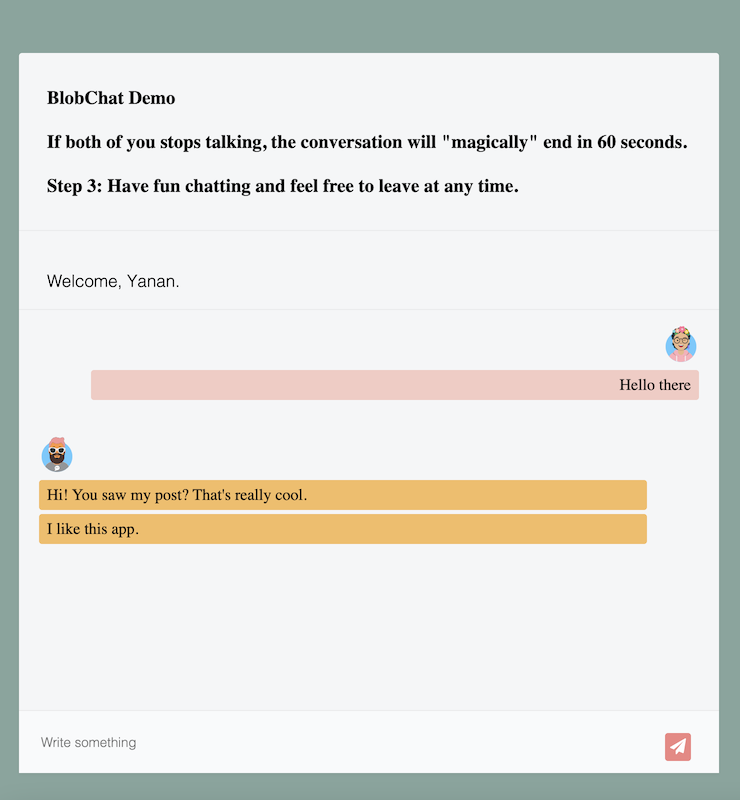 BlobChat Demo
If both of you stops talking, the conversation will "magically" end in 60 seconds.
Step 3: Have fun chatting and feel free to leave at any time.
Welcome, Yanan.
Hello there
Hi! You saw my post? That's really cool.
I like this app.
Write something